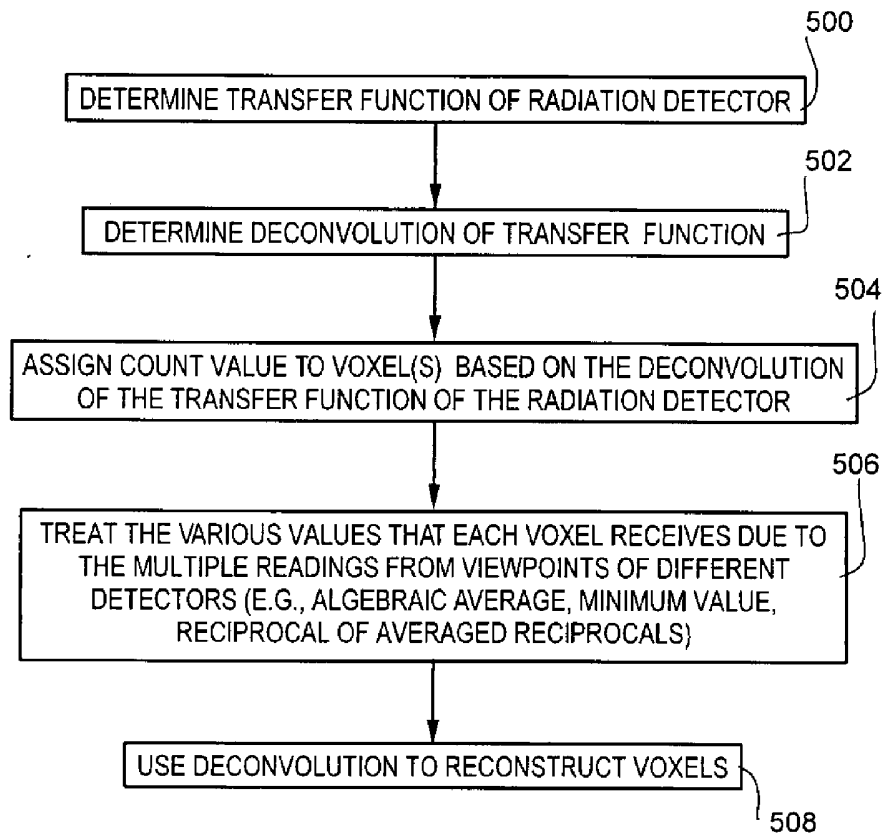 500
DETERMINE TRANSFER FUNCTION OF RADIATION DETECTOR
502
DETERMINE DECONVOLUTION OF TRANSFER FUNCTION
504
ASSIGN COUNT VALUE TO VOXEL(S) BASED ON THE DECONVOLUTION
OF THE TRANSFER FUNCTION OF THE RADIATION DETECTOR
506
TREAT THE VARIOUS VALUES THAT EACH VOXEL RECEIVES DUE TO
THE MULTIPLE READINGS FROM VIEWPOINTS OF DIFFERENT
DETECTORS (E.G., ALGEBRAIC AVERAGE, MINIMUM VALUE,
RECIPROCAL OF AVERAGED RECIPROCALS)
USE DECONVOLUTION TO RECONSTRUCT VOXELS
508